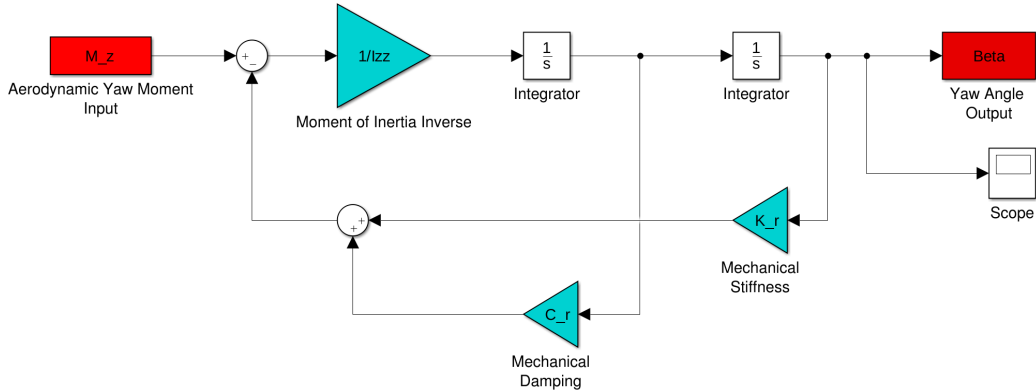 M_z
Aerodynamic Yaw Moment
Input
+
−
1/Izz
Moment of Inertia Inverse
1
s
Integrator
1
s
Integrator
Beta
Yaw Angle
Output
Scope
+
+
K_r
Mechanical
Stiffness
C_r
Mechanical
Damping